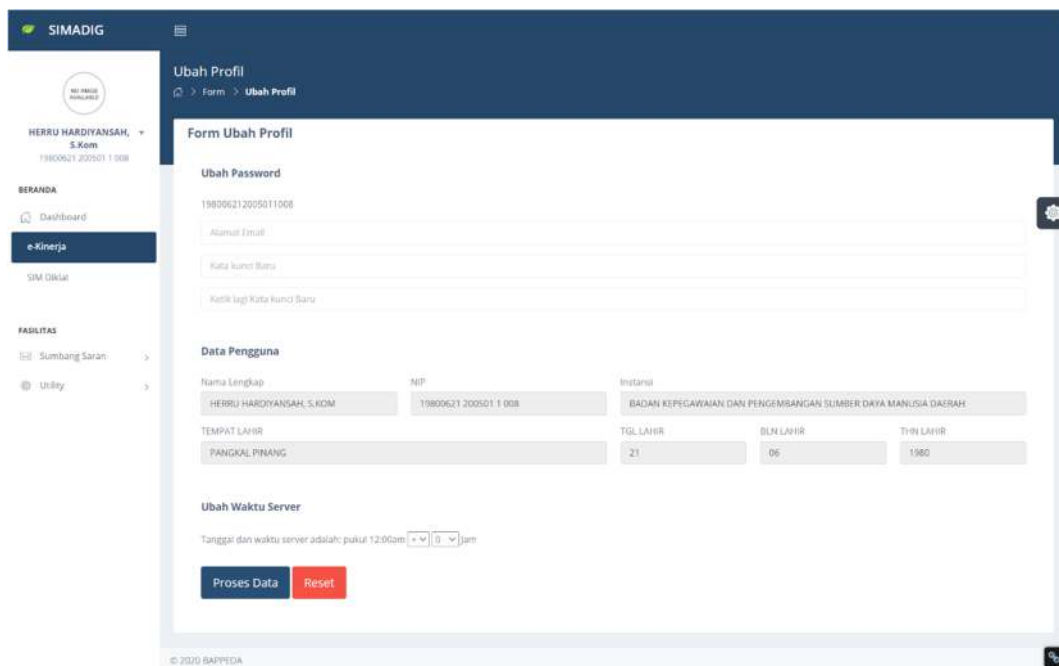 SIMADIG
NO IMAGE
AVAILABLE
HERRU HARDIYANSAH,
S.Kom
19800621 200501 1 008
BERANDA
Dashboard
e-Kinerja
SIM Diklat
FASILITAS
Sumbang Saran
Utility
Ubah Profil
> Form > Ubah Profil
Form Ubah Profil
Ubah Password
198006212005011008
Alamat Email
Kata kunci Baru
Ketik lagi Kata kunci Baru
Data Pengguna
Nama Lengkap NIP Instansi
HERRU HARDIYANSAH, S.KOM 19800621 200501 1 008 BADAN KEPEGAWAIAN DAN PENGEMBANGAN SUMBER DAYA MANUSIA DAERAH
TEMPAT LAHIR TGL LAHIR BLN LAHIR THN LAHIR
PANGKAL PINANG 21 06 1980
Ubah Waktu Server
Tanggal dan waktu server adalah: pukul 12:00am + 0 Jam
Proses Data Reset
© 2020 BAPPEDA